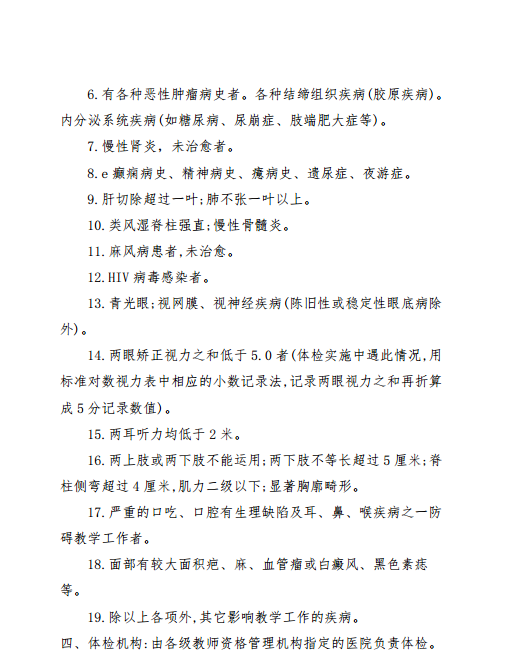 6.有各种恶性肿瘤病史者。各种结缔组织疾病(胶原疾病)。
内分泌系统疾病(如糖尿病、尿崩症、肢端肥大症等)。
7.慢性肾炎，未治愈者。
8.e癫痫病史、精神病史、癔病史、遗尿症、夜游症。
9.肝切除超过一叶;肺不张一叶以上。
10.类风湿脊柱强直;慢性骨髓炎。
11.麻风病患者,未治愈。
12.HIV病毒感染者。
13.青光眼;视网膜、视神经疾病(陈旧性或稳定性眼底病除
外)。
14.两眼矫正视力之和低于5.0者(体检实施中遇此情况,用
标准对数视力表中相应的小数记录法,记录两眼视力之和再折算
成5分记录数值)。
15.两耳听力均低于2米。
16.两上肢或两下肢不能运用;两下肢不等长超过5厘米;脊
柱侧弯超过4厘米,肌力二级以下;显著胸廓畸形。
17.严重的口吃、口腔有生理缺陷及耳、鼻、喉疾病之一防
碍教学工作者。
18.面部有较大面积疤、麻、血管瘤或白癜风、黑色素痣
等。
19.除以上各项外,其它影响教学工作的疾病。
四、体检机构:由各级教师资格管理机构指定的医院负责体检。